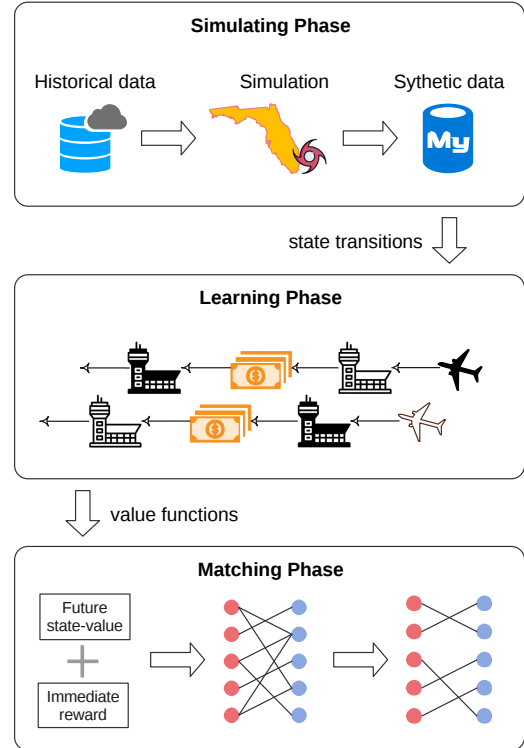 Simulating Phase
Historical data
Simulation
Sythetic data
My
state transitions
Learning Phase
$
$
value functions
Matching Phase
Future
state-value
Immediate
reward